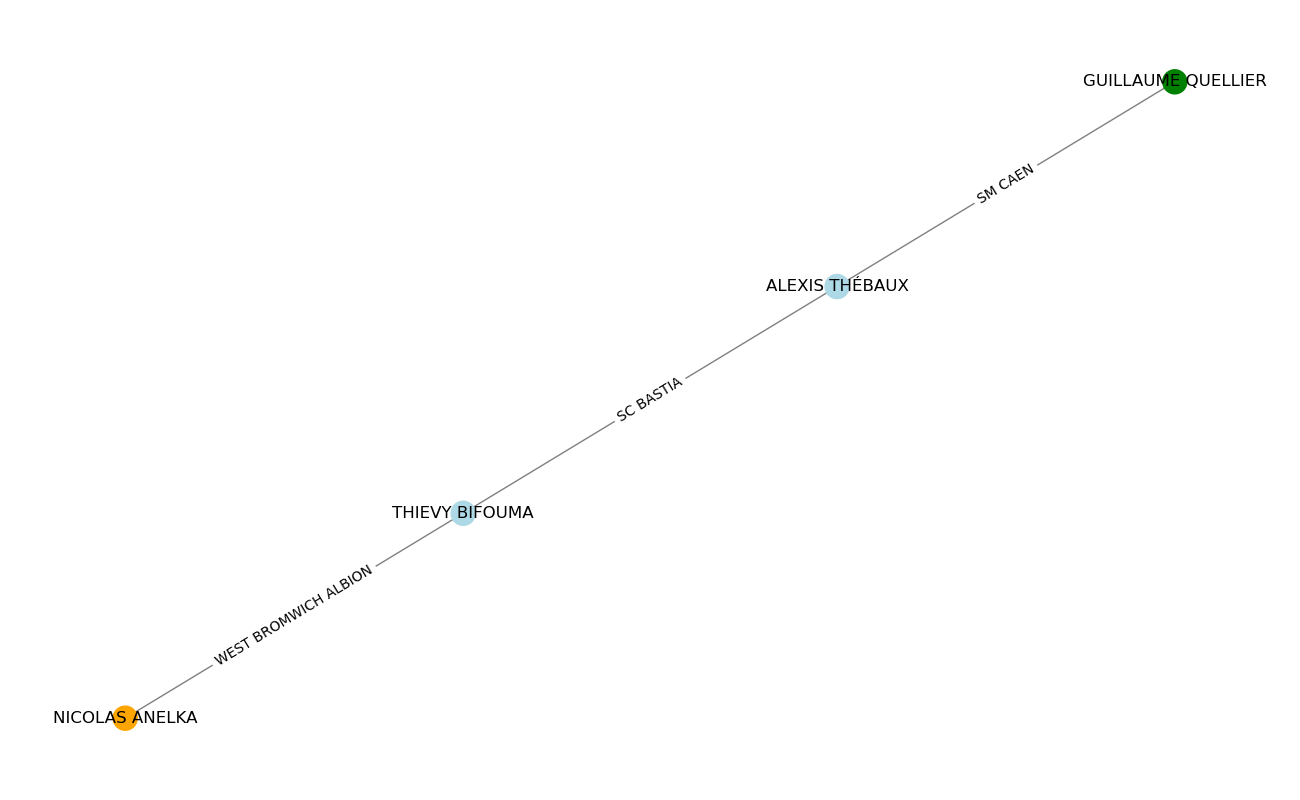 GUILLAUME QUELLIER
SM CAEN
ALEXIS THÉBAUX
SC BASTIA
THIEVY BIFOUMA
WEST BROMWICH ALBION
NICOLAS ANELKA